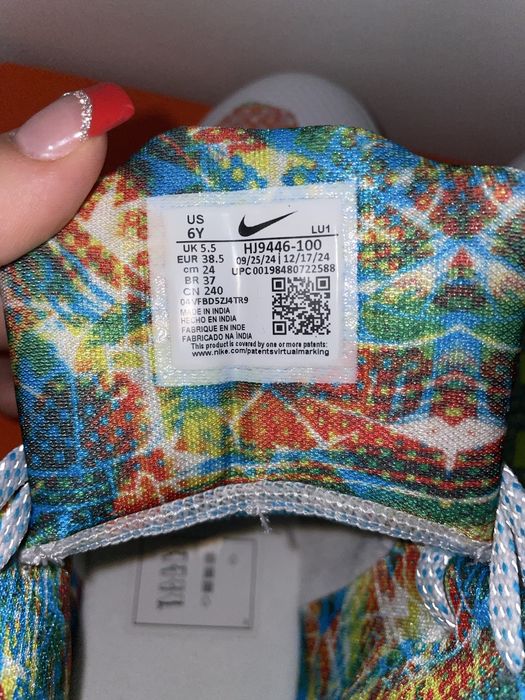 US
6Y
LU1
UK 5.5
HJ9446-100
EUR 38.5
09/25/24 12/17/24
cm 24
UPC00198480722588
BR 37
CN 240
04VFBD5ZJ4TR9
MADE IN INDIA
HECHO EN INDIA
FABRIQUE EN INDE
FABRICADO NA ÍNDIA
This product is covered by one or more patents:
www.nike.com/patentsvirtualmarking